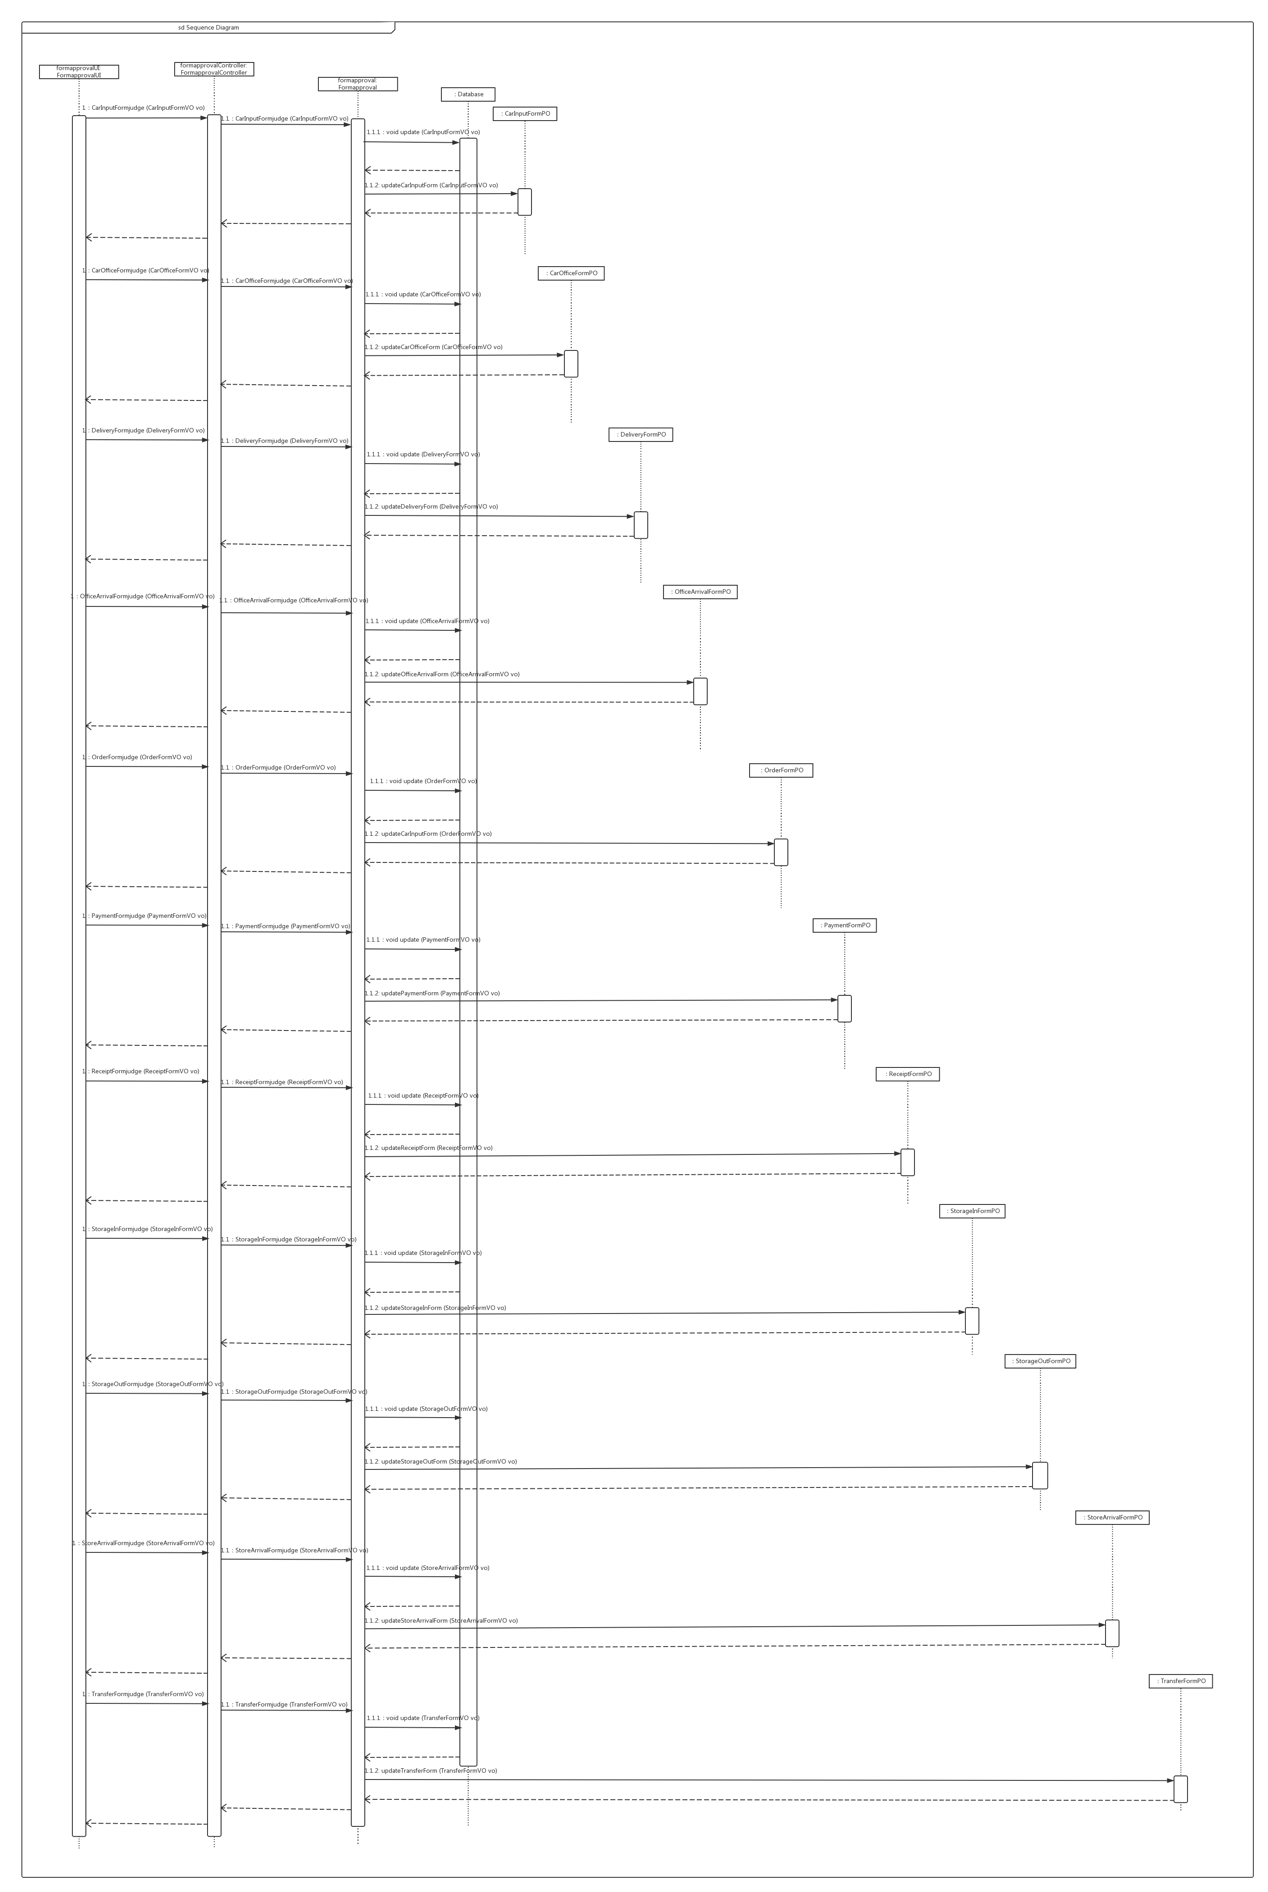 sd Sequence Diagram
formapprovalUI:
FormapprovalUI
formapprovalController:
FormapprovalController
formapproval:
Formapproval
: Database
: CarInputFormPO
1 : CarInputFormjudge (CarInputFormVO vo)
1.1 : CarInputFormjudge (CarInputFormVO vo)
1.1.1 : void update (CarInputFormVO vo)
1.1.2: updateCarInputForm (CarInputFormVO vo)
: CarOfficeFormPO
1 : CarOfficeFormjudge (CarOfficeFormVO vo)
1.1 : CarOfficeFormjudge (CarOfficeFormVO vo)
1.1.1 : void update (CarOfficeFormVO vo)
1.1.2: updateCarOfficeForm (CarOfficeFormVO vo)
: DeliveryFormPO
1 : DeliveryFormjudge (DeliveryFormVO vo)
1.1 : DeliveryFormjudge (DeliveryFormVO vo)
1.1.1 : void update (DeliveryFormVO vo)
1.1.2: updateDeliveryForm (DeliveryFormVO vo)
: OfficeArrivalFormPO
1 : OfficeArrivalFormjudge (OfficeArrivalFormVO vo)
1.1 : OfficeArrivalFormjudge (OfficeArrivalFormVO vo)
1.1.1 : void update (OfficeArrivalFormVO vo)
1.1.2: updateOfficeArrivalForm (OfficeArrivalFormVO vo)
: OrderFormPO
1 : OrderFormjudge (OrderFormVO vo)
1.1 : OrderFormjudge (OrderFormVO vo)
1.1.1 : void update (OrderFormVO vo)
1.1.2: updateCarInputForm (OrderFormVO vo)
: PaymentFormPO
1 : PaymentFormjudge (PaymentFormVO vo)
1.1 : PaymentFormjudge (PaymentFormVO vo)
1.1.1 : void update (PaymentFormVO vo)
1.1.2: updatePaymentForm (PaymentFormVO vo)
: ReceiptFormPO
1 : ReceiptFormjudge (ReceiptFormVO vo)
1.1 : ReceiptFormjudge (ReceiptFormVO vo)
1.1.1 : void update (ReceiptFormVO vo)
1.1.2: updateReceiptForm (ReceiptFormVO vo)
: StorageInFormPO
1 : StorageInFormjudge (StorageInFormVO vo)
1.1 : StorageInFormjudge (StorageInFormVO vo)
1.1.1 : void update (StorageInFormVO vo)
1.1.2: updateStorageInForm (StorageInFormVO vo)
: StorageOutFormPO
1 : StorageOutFormjudge (StorageOutFormVO vo)
1.1 : StorageOutFormjudge (StorageOutFormVO vo)
1.1.1 : void update (StorageOutFormVO vo)
1.1.2: updateStorageOutForm (StorageOutFormVO vo)
: StoreArrivalFormPO
1 : StoreArrivalFormjudge (StoreArrivalFormVO vo)
1.1 : StoreArrivalFormjudge (StoreArrivalFormVO vo)
1.1.1 : void update (StoreArrivalFormVO vo)
1.1.2: updateStoreArrivalForm (StoreArrivalFormVO vo)
: TransferFormPO
1 : TransferFormjudge (TransferFormVO vo)
1.1 : TransferFormjudge (TransferFormVO vo)
1.1.1 : void update (TransferFormVO vo)
1.1.2: updateTransferForm (TransferFormVO vo)